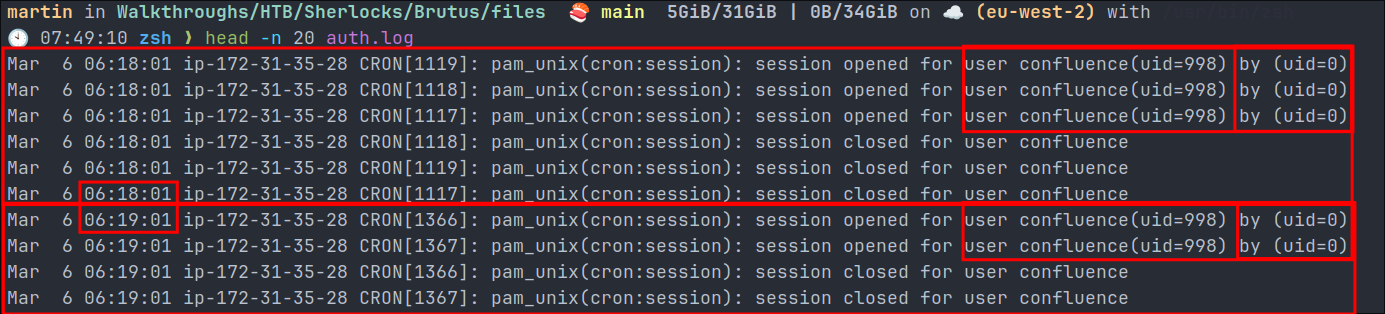 martin in Walkthroughs/HTB/Sherlocks/Brutus/files 🍣 main 5GiB/31GiB | 0B/34GiB on ☁️ (eu-west-2) with
🕙 07:49:10 zsh ❱ head -n 20 auth.log
Mar  6 06:18:01 ip-172-31-35-28 CRON[1119]: pam_unix(cron:session): session opened for user confluence(uid=998) by (uid=0)
Mar  6 06:18:01 ip-172-31-35-28 CRON[1118]: pam_unix(cron:session): session opened for user confluence(uid=998) by (uid=0)
Mar  6 06:18:01 ip-172-31-35-28 CRON[1117]: pam_unix(cron:session): session opened for user confluence(uid=998) by (uid=0)
Mar  6 06:18:01 ip-172-31-35-28 CRON[1118]: pam_unix(cron:session): session closed for user confluence
Mar  6 06:18:01 ip-172-31-35-28 CRON[1119]: pam_unix(cron:session): session closed for user confluence
Mar  6 06:18:01 ip-172-31-35-28 CRON[1117]: pam_unix(cron:session): session closed for user confluence
Mar  6 06:19:01 ip-172-31-35-28 CRON[1366]: pam_unix(cron:session): session opened for user confluence(uid=998) by (uid=0)
Mar  6 06:19:01 ip-172-31-35-28 CRON[1367]: pam_unix(cron:session): session opened for user confluence(uid=998) by (uid=0)
Mar  6 06:19:01 ip-172-31-35-28 CRON[1366]: pam_unix(cron:session): session closed for user confluence
Mar  6 06:19:01 ip-172-31-35-28 CRON[1367]: pam_unix(cron:session): session closed for user confluence